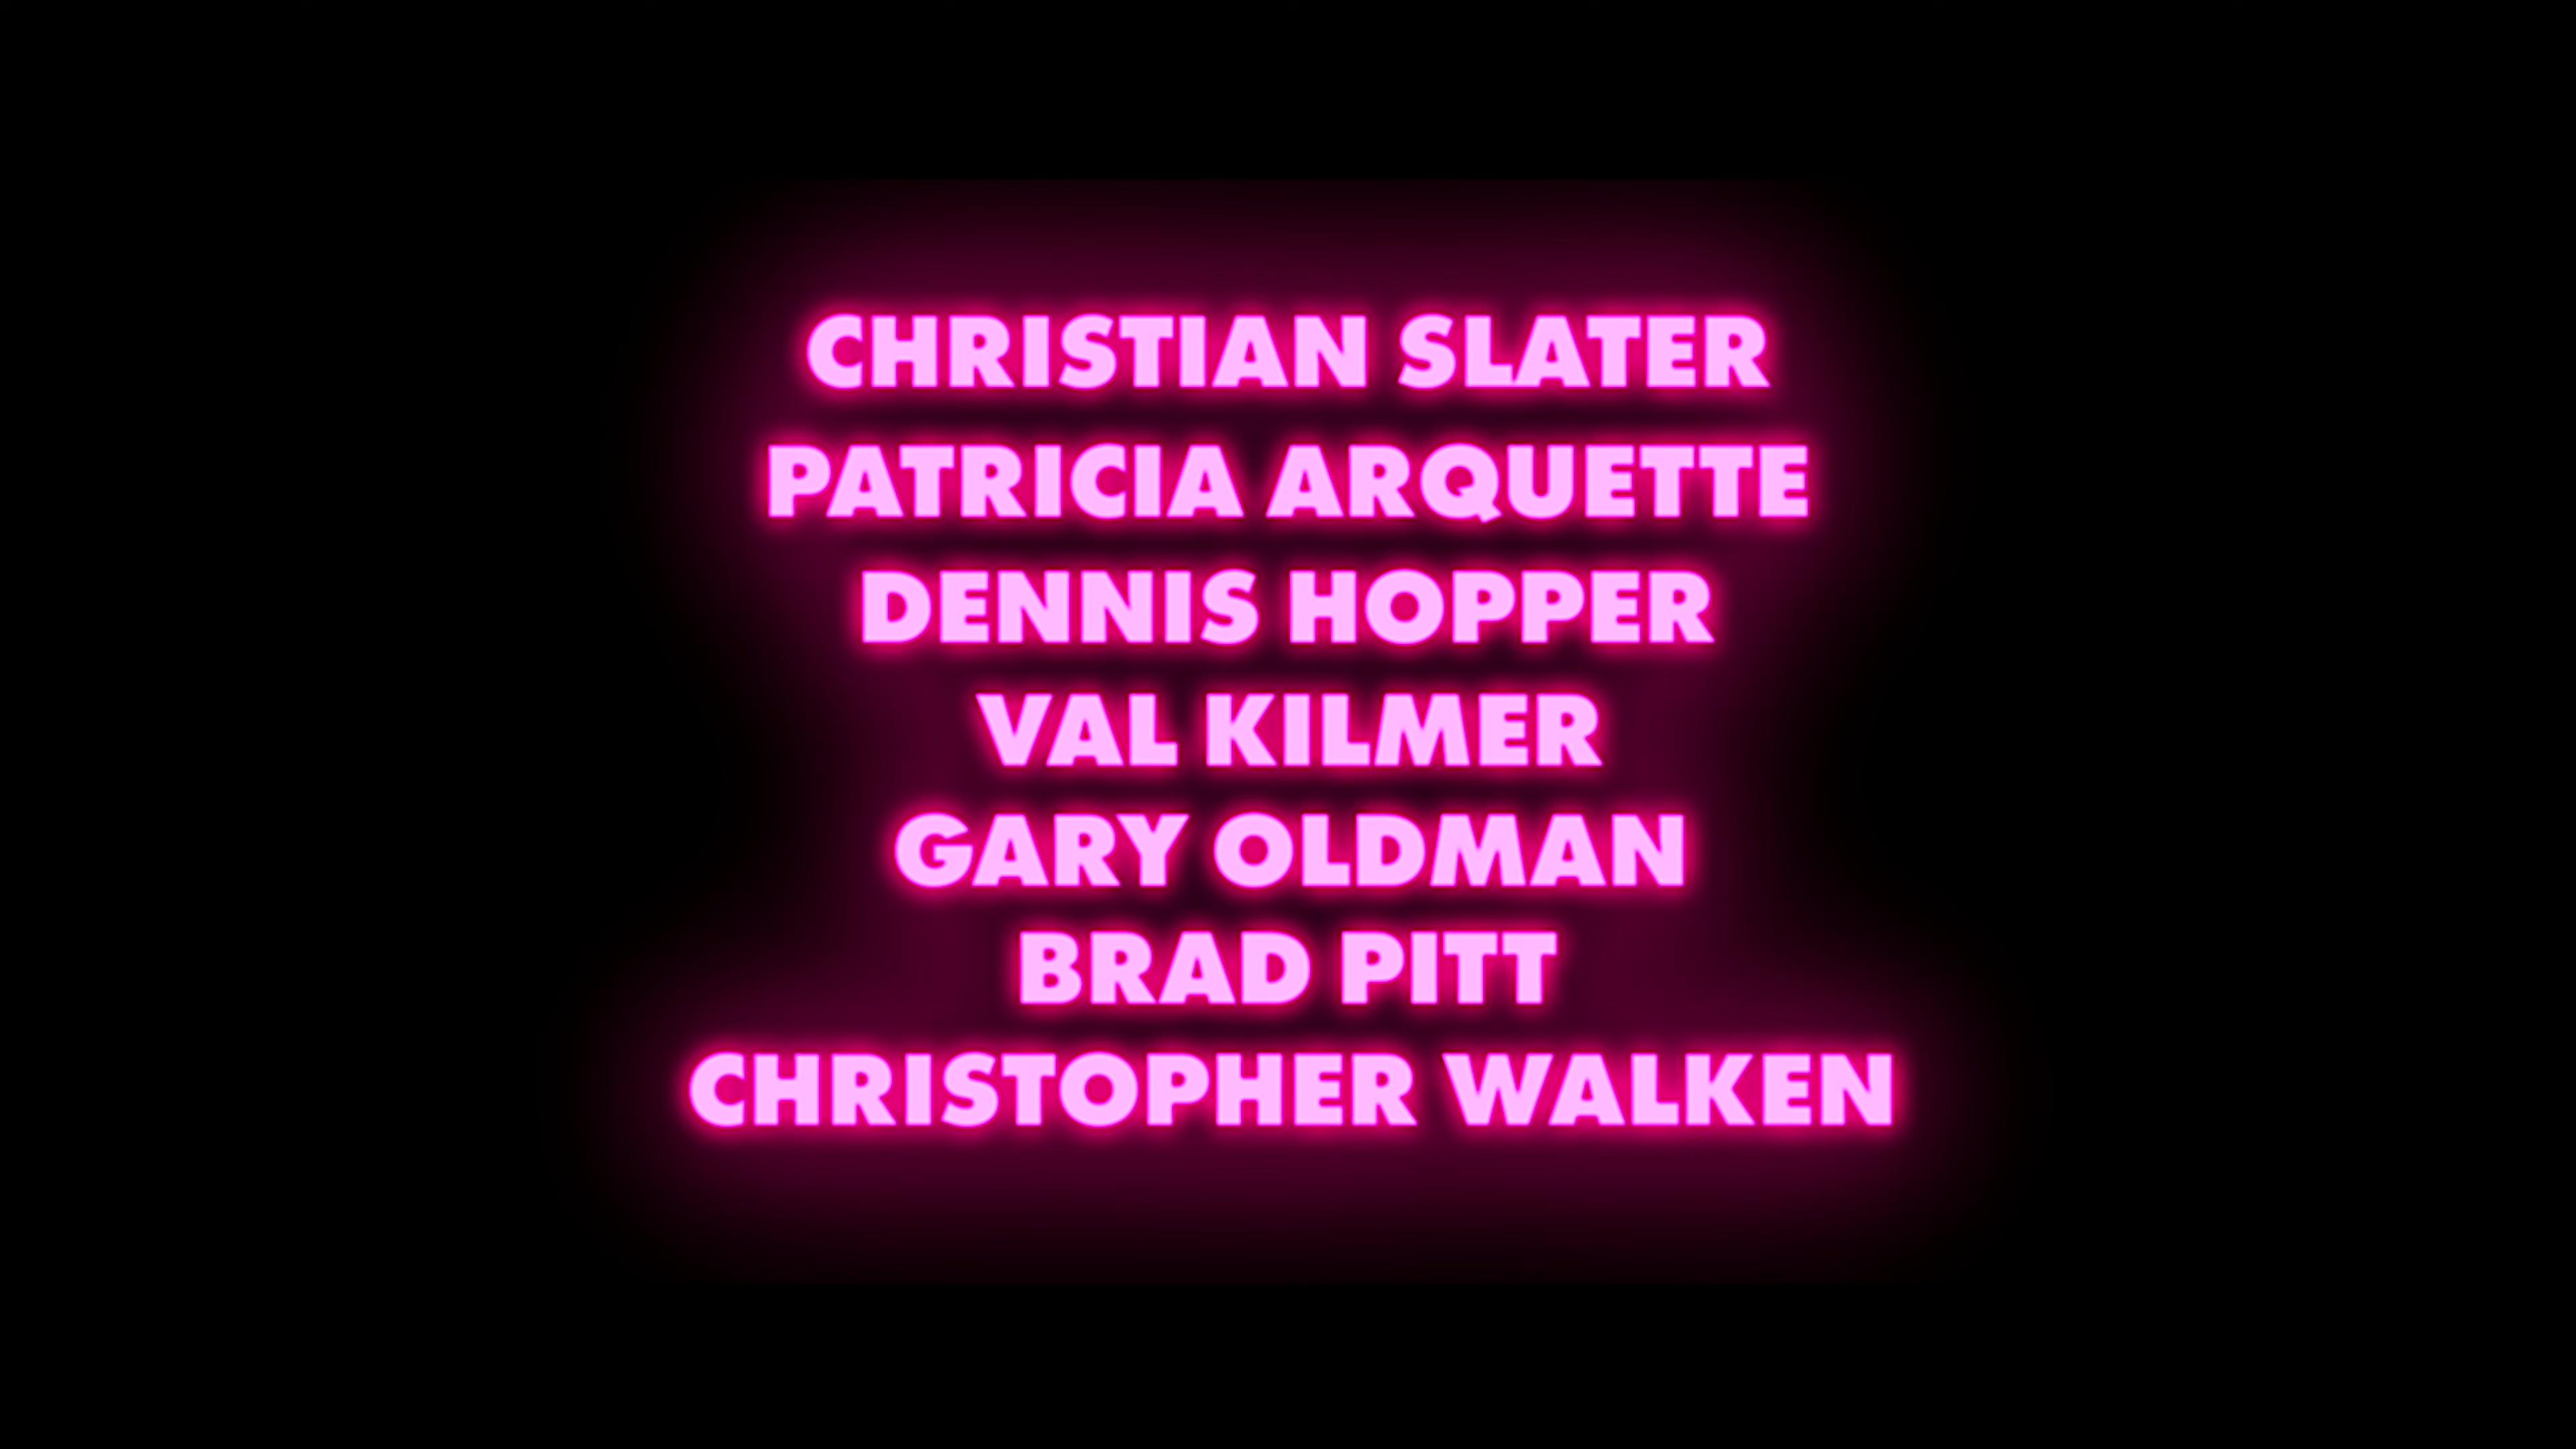 CHRISTIAN SLATER
PATRICIA ARQUETTE
DENNIS HOPPER
VAL KILMER
GARY OLDMAN
BRAD PITT
CHRISTOPHER WALKEN